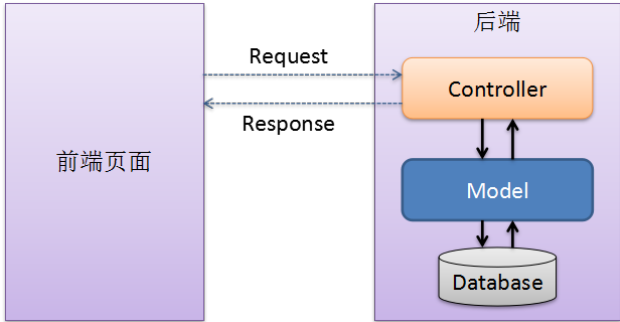 后端
Request
Controller
Response
前端页面
Model
Database